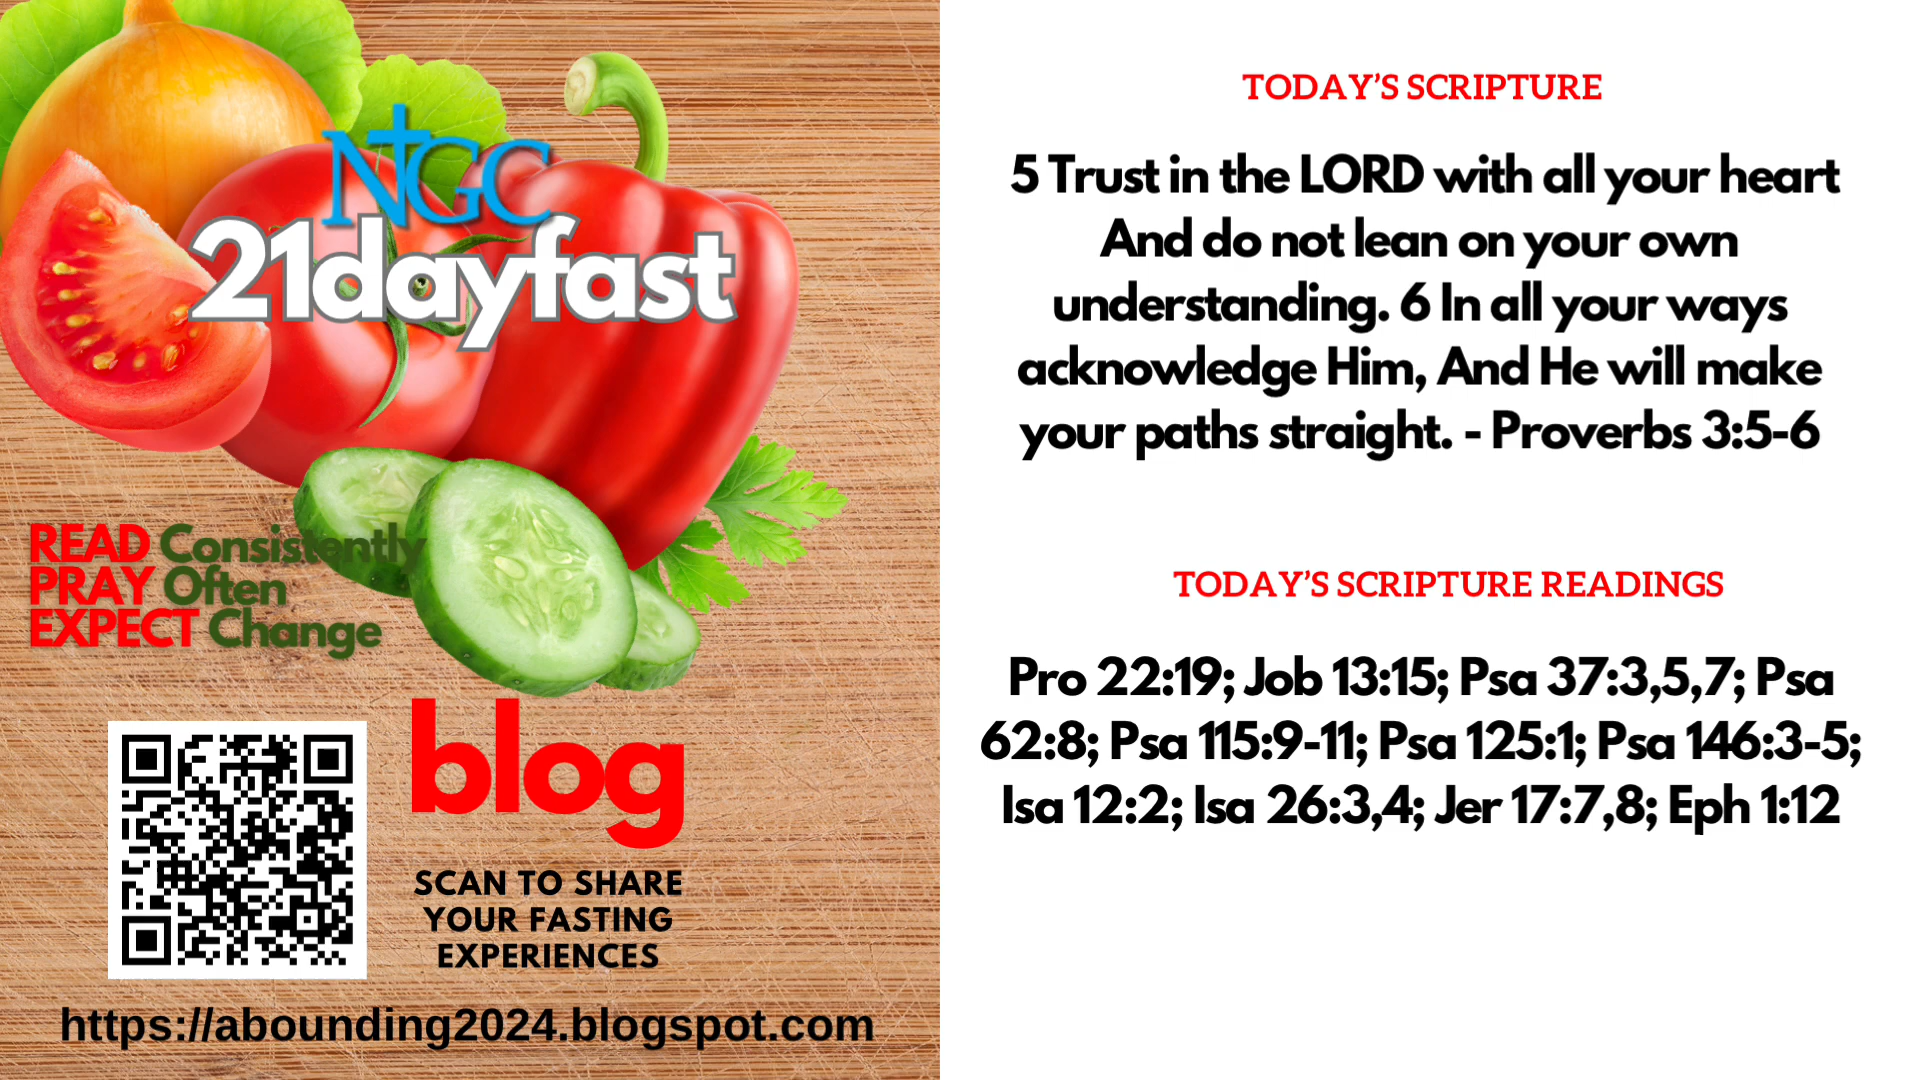 NGC
21dayfast
READ Consistently
PRAY Often
EXPECT Change
blog
SCAN TO SHARE
YOUR FASTING
EXPERIENCES
https://abounding2024.blogspot.com
TODAY’S SCRIPTURE
5 Trust in the LORD with all your heart
And do not lean on your own
understanding. 6 In all your ways
acknowledge Him, And He will make
your paths straight. - Proverbs 3:5-6
TODAY’S SCRIPTURE READINGS
Pro 22:19; Job 13:15; Psa 37:3,5,7; Psa
62:8; Psa 115:9-11; Psa 125:1; Psa 146:3-5;
Isa 12:2; Isa 26:3,4; Jer 17:7,8; Eph 1:12